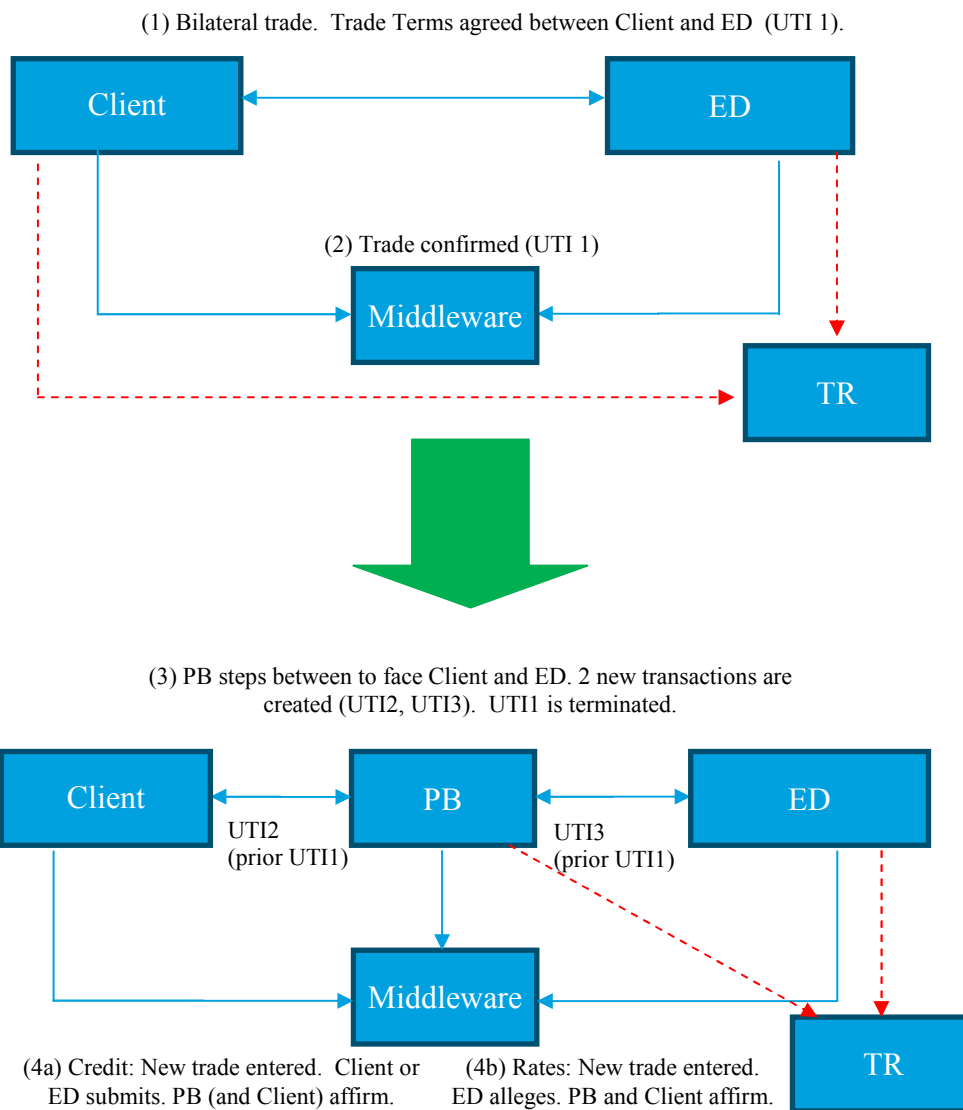 (1) Bilateral trade.  Trade Terms agreed between Client and ED  (UTI 1).
Client
ED
(2) Trade confirmed (UTI 1)
Middleware
TR
(3) PB steps between to face Client and ED. 2 new transactions are
created (UTI2, UTI3).  UTI1 is terminated.
Client
PB
ED
UTI2
(prior UTI1)
UTI3
(prior UTI1)
Middleware
TR
(4a) Credit: New trade entered.  Client or
ED submits. PB (and Client) affirm.
(4b) Rates: New trade entered.
ED alleges. PB and Client affirm.